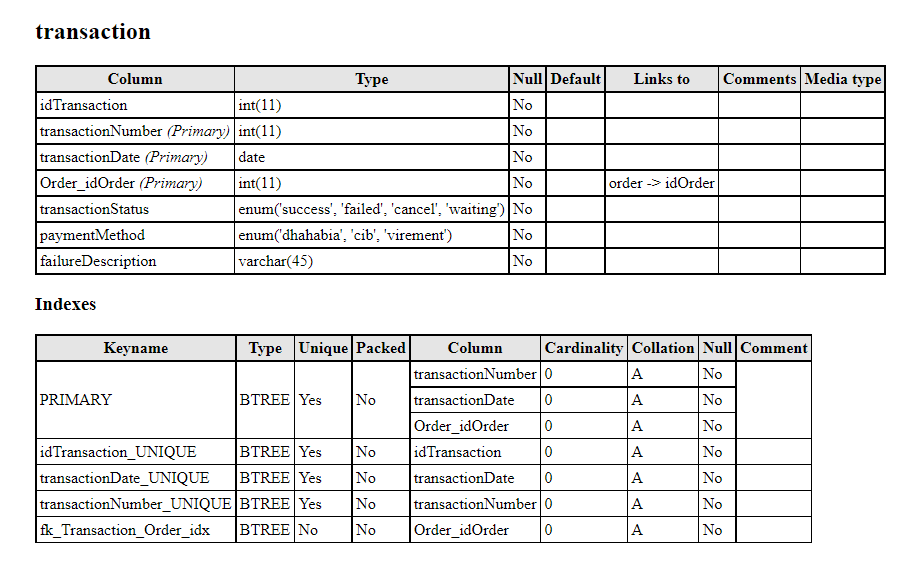 transaction
Column Type Null Default Links to Comments Media type
idTransaction int(11) No
transactionNumber (Primary) int(11) No
transactionDate (Primary) date No
Order_idOrder (Primary) int(11) No order -> idOrder
transactionStatus enum('success', 'failed', 'cancel', 'waiting') No
paymentMethod enum('dhahabia', 'cib', 'virement') No
failureDescription varchar(45) No
Indexes
Keyname Type Unique Packed Column Cardinality Collation Null Comment
PRIMARY BTREE Yes No transactionNumber 0 A No
transactionDate 0 A No
Order_idOrder 0 A No
idTransaction_UNIQUE BTREE Yes No idTransaction 0 A No
transactionDate_UNIQUE BTREE Yes No transactionDate 0 A No
transactionNumber_UNIQUE BTREE Yes No transactionNumber 0 A No
fk_Transaction_Order_idx BTREE No No Order_idOrder 0 A No